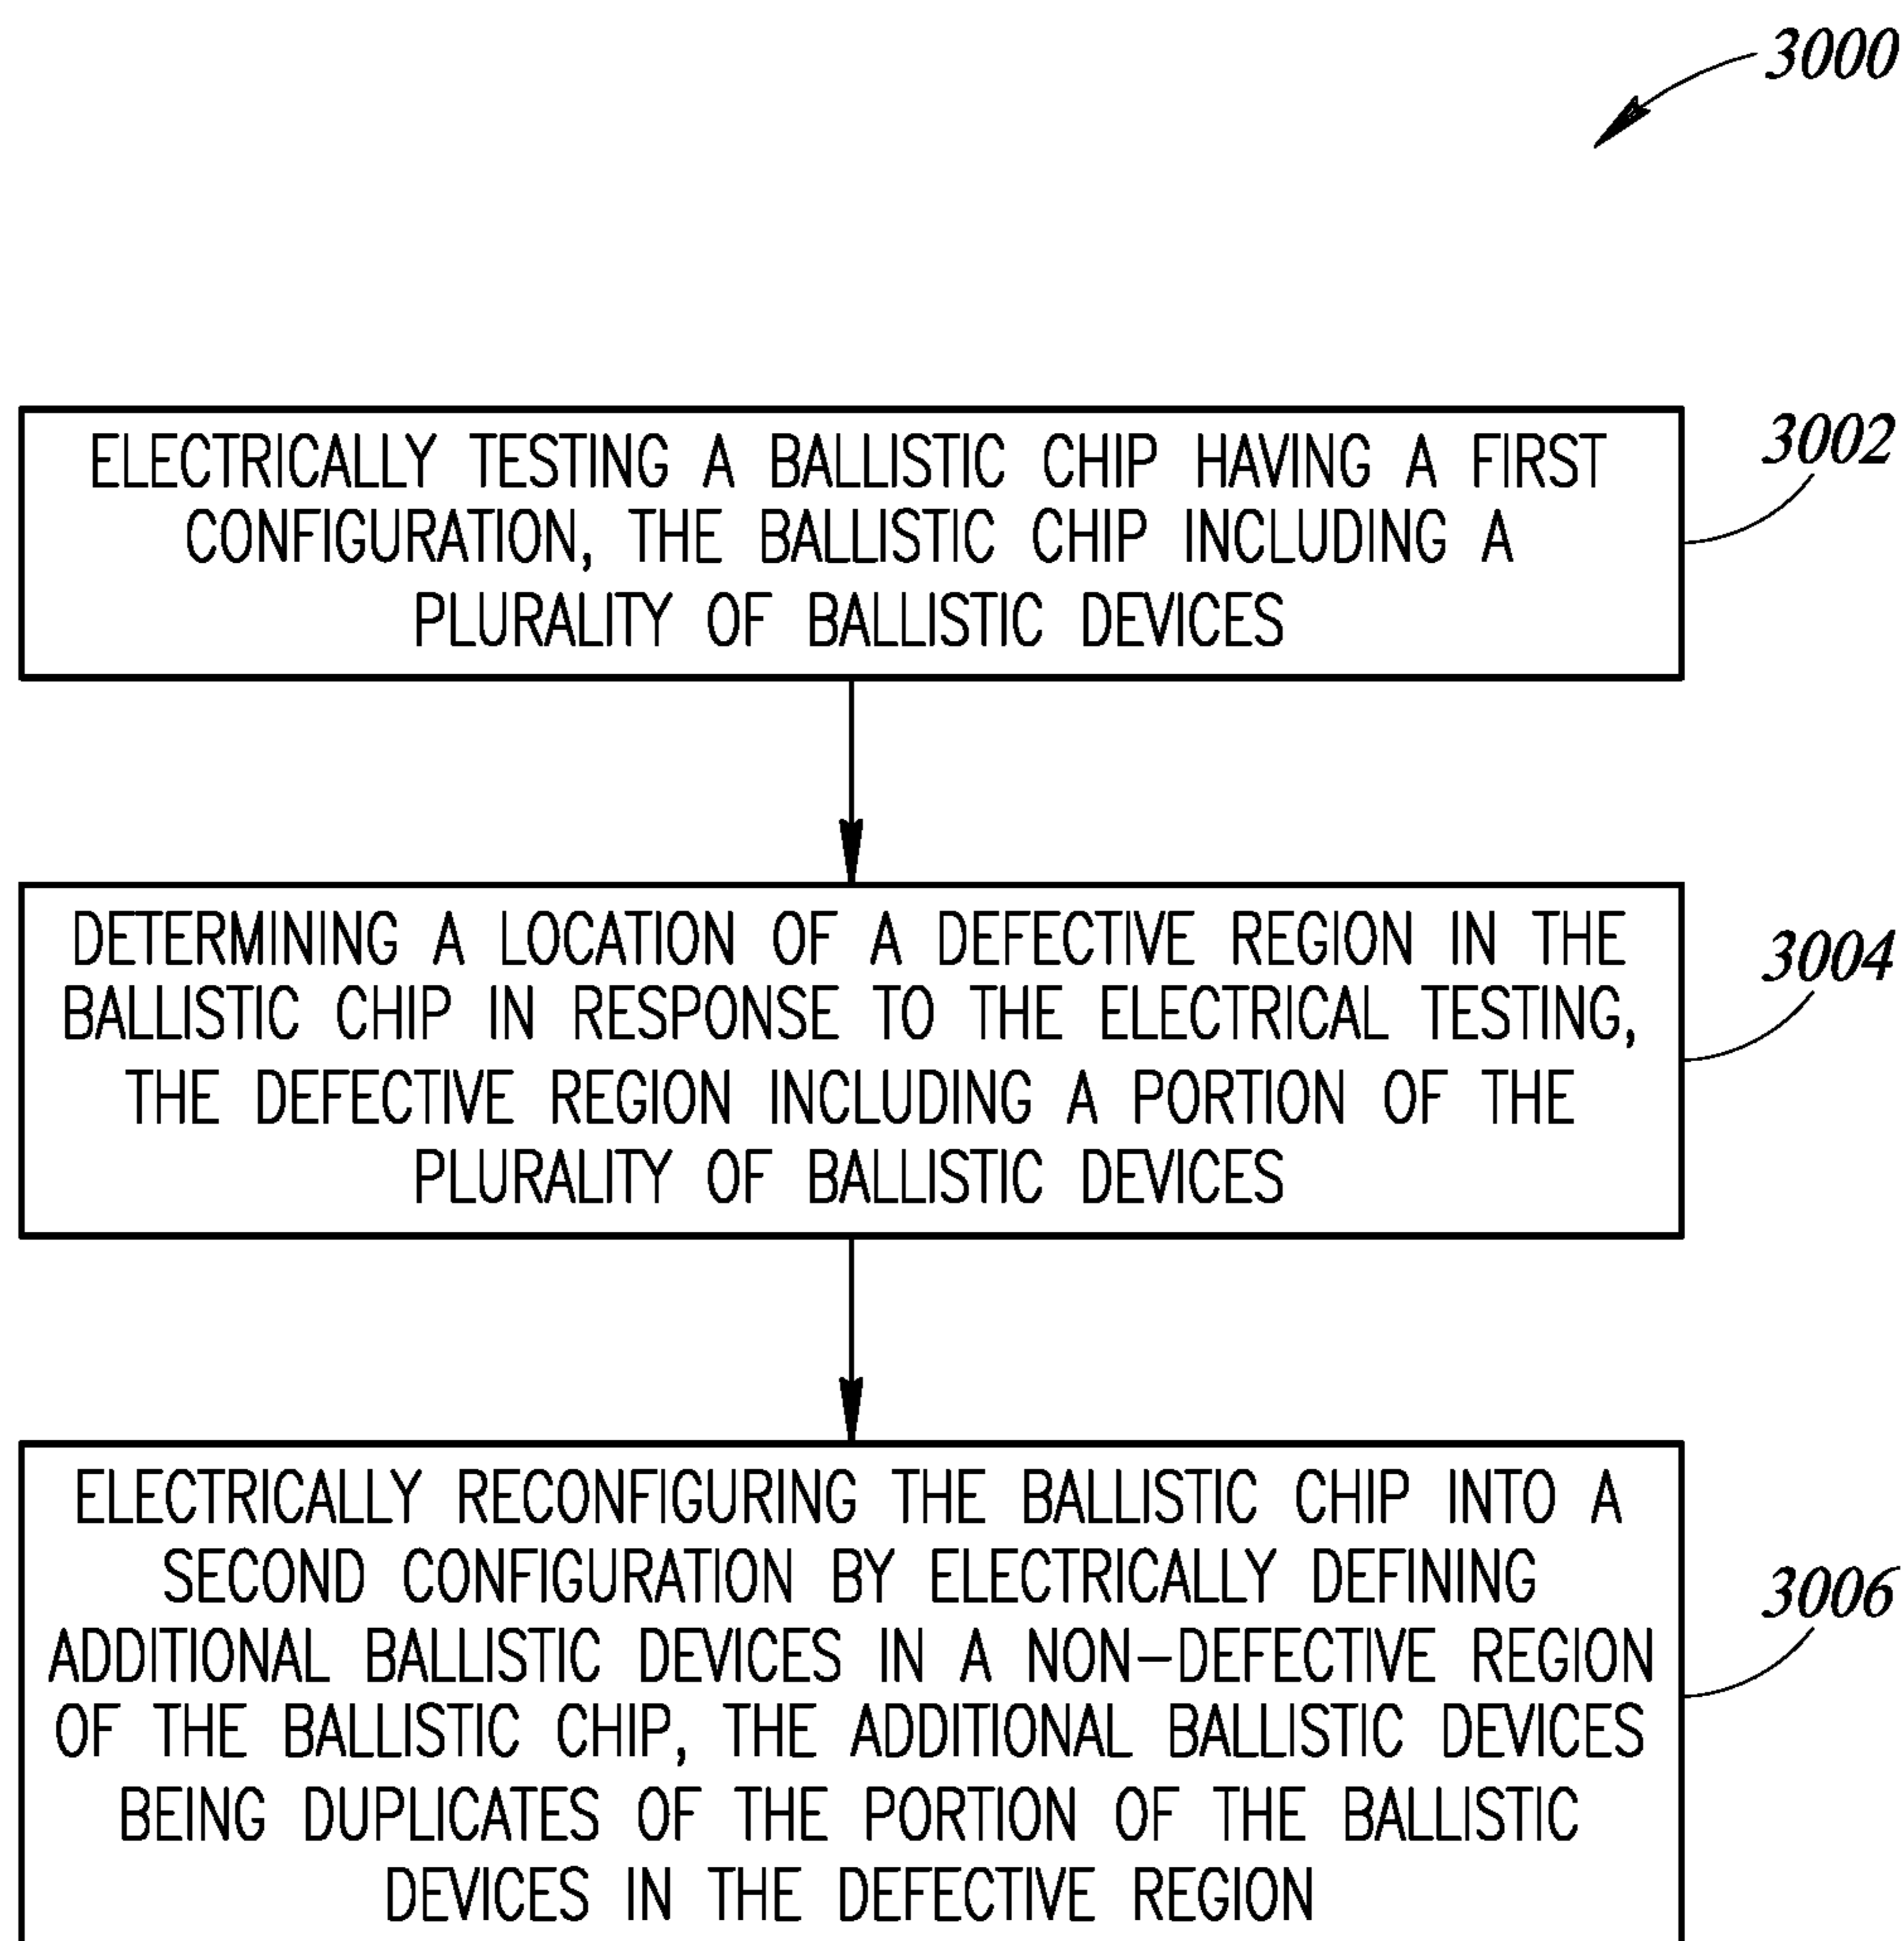 3000
ELECTRICALLY TESTING A BALLISTIC CHIP HAVING A FIRST
CONFIGURATION, THE BALLISTIC CHIP INCLUDING A
PLURALITY OF BALLISTIC DEVICES
3002
DETERMINING A LOCATION OF A DEFECTIVE REGION IN THE
BALLISTIC CHIP IN RESPONSE TO THE ELECTRICAL TESTING,
THE DEFECTIVE REGION INCLUDING A PORTION OF THE
PLURALITY OF BALLISTIC DEVICES
3004
ELECTRICALLY RECONFIGURING THE BALLISTIC CHIP INTO A
SECOND CONFIGURATION BY ELECTRICALLY DEFINING
ADDITIONAL BALLISTIC DEVICES IN A NON-DEFECTIVE REGION
OF THE BALLISTIC CHIP, THE ADDITIONAL BALLISTIC DEVICES
BEING DUPLICATES OF THE PORTION OF THE BALLISTIC
DEVICES IN THE DEFECTIVE REGION
3006